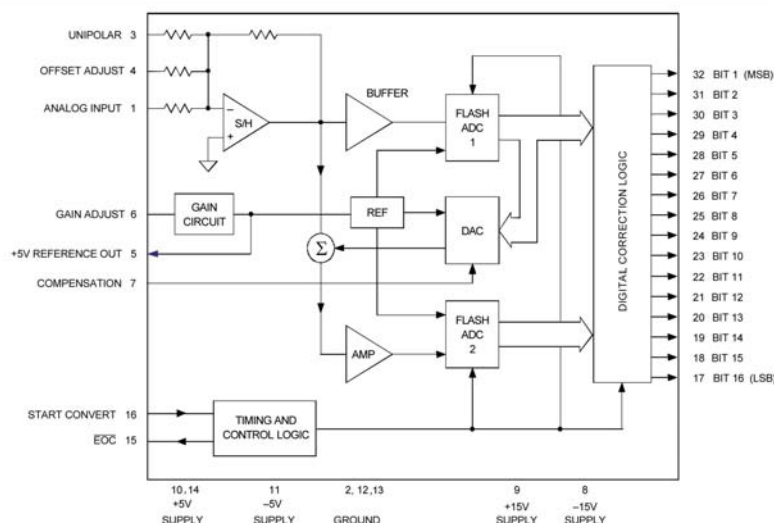 UNIPOLAR 3
OFFSET ADJUST 4
ANALOG INPUT 1
S/H
−
+
BUFFER
FLASH
ADC
1
GAIN ADJUST 6
GAIN
CIRCUIT
REF
DAC
+5V REFERENCE OUT 5
Σ
COMPENSATION 7
AMP
FLASH
ADC
2
START CONVERT 16
EOC 15
TIMING AND
CONTROL LOGIC
DIGITAL CORRECTION LOGIC
32 BIT 1 (MSB)
31 BIT 2
30 BIT 3
29 BIT 4
28 BIT 5
27 BIT 6
26 BIT 7
25 BIT 8
24 BIT 9
23 BIT 10
22 BIT 11
21 BIT 12
20 BIT 13
19 BIT 14
18 BIT 15
17 BIT 16 (LSB)
10, 14
+5V
SUPPLY
11
−5V
SUPPLY
2, 12,13
GROUND
9
+15V
SUPPLY
8
−15V
SUPPLY